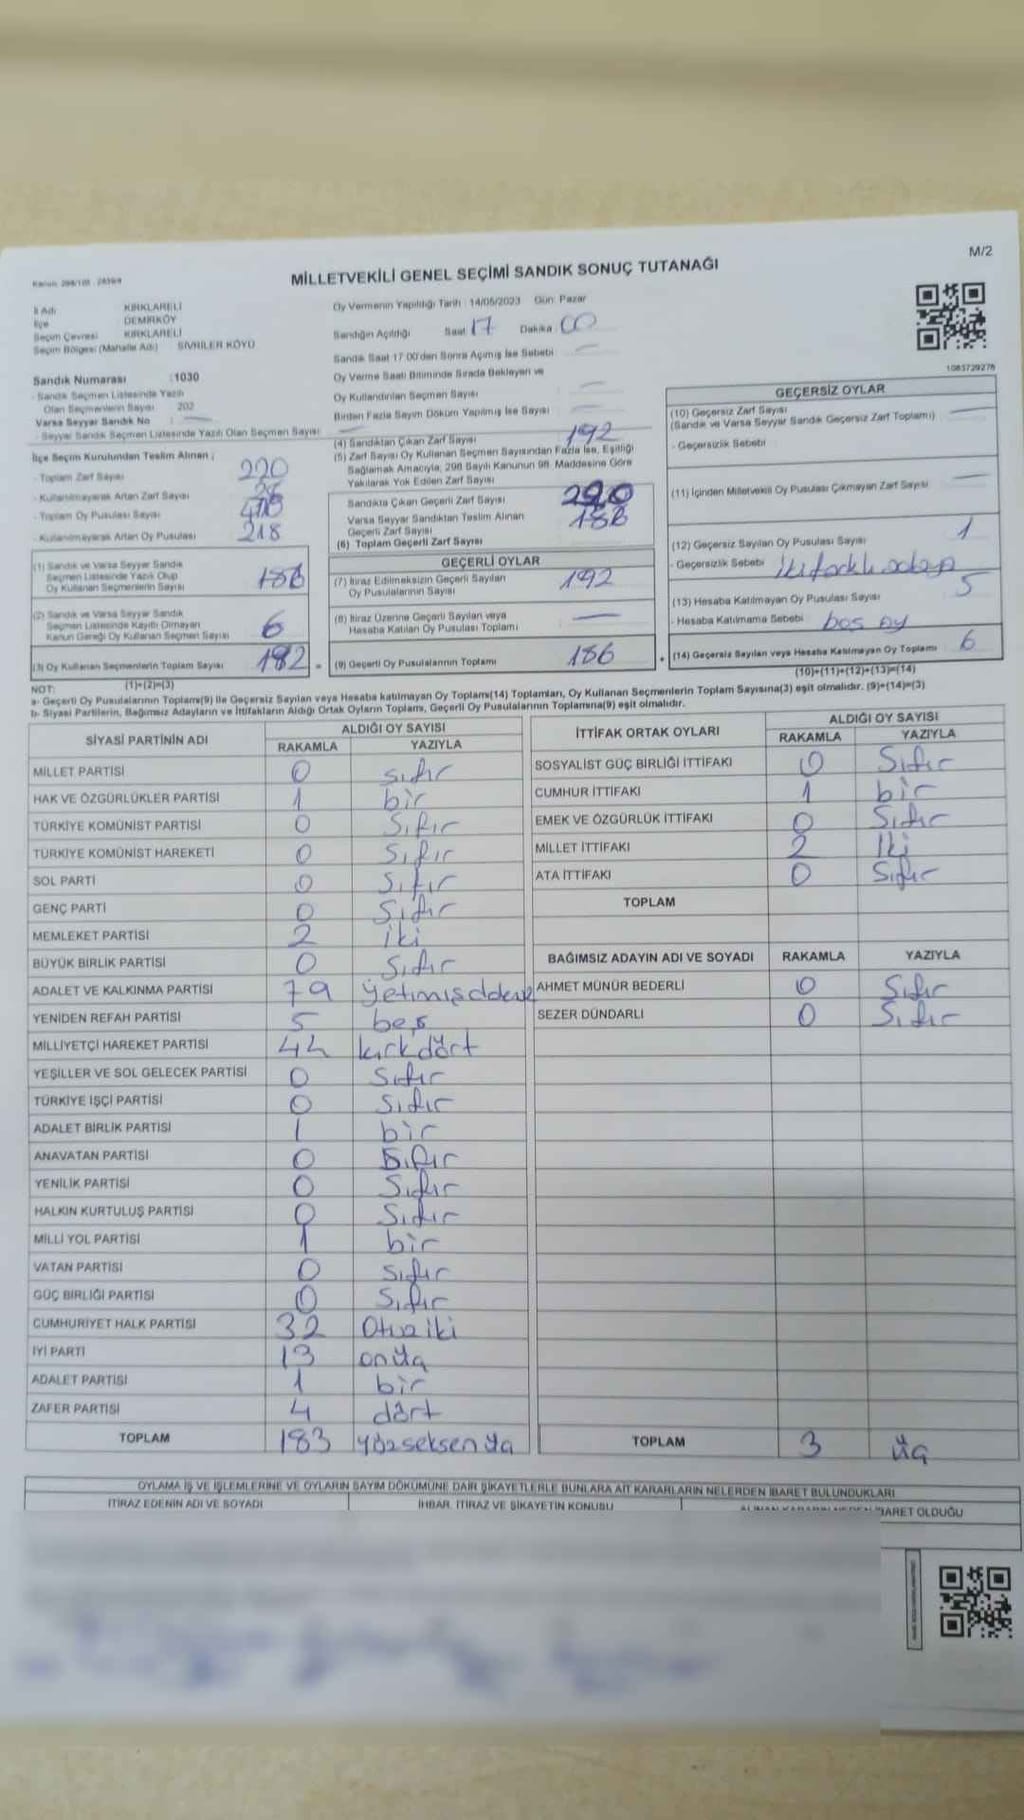 M/2
MİLLETVEKİLİ GENEL SEÇİMİ SANDIK SONUÇ TUTANAĞI
İl Adı KIRKLARELİ
İlçe DEMİRKÖY
Seçim Çevresi KIRKLARELİ
Seçim Bölgesi (Mahalle Adı) SİVRİLER KÖYÜ
Oy Vermenin Yapıldığı Tarih : 14/05/2023 Gün: Pazar
Sandığın Açıldığı Saat 17 Dakika 00
Sandık Saat 17.00'den Sonra Açımış İse Sebebi
Oy Verme Saati Bitiminde Sırada Bekleyen ve
Oy Kullandırılan Seçmen Sayısı
Birden Fazla Sayım Döküm Yapılmış İse Sayısı
Sandık Numarası : 1030
- Sandık Seçmen Listesinde Yazılı
Olan Seçmenlerin Sayısı 202
Varsa Seyyar Sandık No :
- Seyyar Sandık Seçmen Listesinde Yazılı Olan Seçmen Sayısı
İlçe Seçim Kurulundan Teslim Alınan ;
- Toplam Zarf Sayısı 220
- Kullanılmayarak Artan Zarf Sayısı
- Toplam Oy Pusulası Sayısı
- Kullanılmayarak Artan Oy Pusulası 218
(1) Sandık ve Varsa Seyyar Sandık
Seçmen Listesinde Yazılı Olup
Oy Kullanan Seçmenlerin Sayısı 186
(2) Sandık ve Varsa Seyyar Sandık
Seçmen Listesinde Kayıtlı Olmayan
Kanun Gereği Oy Kullanan Seçmen Sayısı 6
(3) Oy Kullanan Seçmenlerin Toplam Sayısı 192
(1)+(2)=(3)
(4) Sandıktan Çıkan Zarf Sayısı 192
(5) Zarf Sayısı Oy Kullanan Seçmen Sayısından Fazla İse, Eşitliği
Sağlamak Amacıyla, 298 Sayılı Kanunun 98. Maddesine Göre
Yakılarak Yok Edilen Zarf Sayısı
Sandıkta Çıkan Geçerli Zarf Sayısı
Varsa Seyyar Sandıktan Teslim Alınan
Geçerli Zarf Sayısı
(6) Toplam Geçerli Zarf Sayısı
GEÇERLİ OYLAR
(7) İtiraz Edilmeksizin Geçerli Sayılan
Oy Pusulalarının Sayısı 192
(8) İtiraz Üzerine Geçerli Sayılan veya
Hesaba Katılan Oy Pusulası Toplamı
(9) Geçerli Oy Pusulalarının Toplamı 186
1083729278
GEÇERSİZ OYLAR
(10) Geçersiz Zarf Sayısı
(Sandık ve Varsa Seyyar Sandık Geçersiz Zarf Toplamı)
- Geçersizlik Sebebi
(11) İçinden Milletvekili Oy Pusulası Çıkmayan Zarf Sayısı
(12) Geçersiz Sayılan Oy Pusulası Sayısı 1
- Geçersizlik Sebebi iki farklı adaya
(13) Hesaba Katılmayan Oy Pusulası Sayısı 5
- Hesaba Katılmama Sebebi boş oy
(14) Geçersiz Sayılan veya Hesaba Katılmayan Oy Toplamı 6
(10)+(11)+(12)+(13)=(14)
NOT:
a- Geçerli Oy Pusulalarının Toplamı(9) ile Geçersiz Sayılan veya Hesaba katılmayan Oy Toplamı(14) Toplamları, Oy Kullanan Seçmenlerin Toplam Sayısına(3) eşit olmalıdır. (9)+(14)=(3)
b- Siyasi Partilerin, Bağımsız Adayların ve İttifakların Aldığı Ortak Oyların Toplamı, Geçerli Oy Pusulalarının Toplamına(9) eşit olmalıdır.
SİYASİ PARTİNİN ADI ALDIĞI OY SAYISI
RAKAMLA YAZIYLA
MİLLET PARTİSİ 0 sıfır
HAK VE ÖZGÜRLÜKLER PARTİSİ 1 bir
TÜRKİYE KOMÜNİST PARTİSİ 0 sıfır
TÜRKİYE KOMÜNİST HAREKETİ 0 sıfır
SOL PARTİ 0 sıfır
GENÇ PARTİ 0 sıfır
MEMLEKET PARTİSİ 2 iki
BÜYÜK BİRLİK PARTİSİ 0 sıfır
ADALET VE KALKINMA PARTİSİ 79 yetmişdokuz
YENİDEN REFAH PARTİSİ 5 beş
MİLLİYETÇİ HAREKET PARTİSİ 44 kırkdört
YEŞİLLER VE SOL GELECEK PARTİSİ 0 sıfır
TÜRKİYE İŞÇİ PARTİSİ 0 sıfır
ADALET BİRLİK PARTİSİ 1 bir
ANAVATAN PARTİSİ 0 sıfır
YENİLİK PARTİSİ 0 sıfır
HALKIN KURTULUŞ PARTİSİ 0 sıfır
MİLLİ YOL PARTİSİ 1 bir
VATAN PARTİSİ 0 sıfır
GÜÇ BİRLİĞİ PARTİSİ 0 sıfır
CUMHURİYET HALK PARTİSİ 32 Otuziki
İYİ PARTİ 13 onüç
ADALET PARTİSİ 1 bir
ZAFER PARTİSİ 4 dört
TOPLAM 183 yüzseksenüç
İTTİFAK ORTAK OYLARI ALDIĞI OY SAYISI
RAKAMLA YAZIYLA
SOSYALİST GÜÇ BİRLİĞİ İTTİFAKI 0 Sıfır
CUMHUR İTTİFAKI 1 bir
EMEK VE ÖZGÜRLÜK İTTİFAKI 0 Sıfır
MİLLET İTTİFAKI 2 İki
ATA İTTİFAKI 0 Sıfır
TOPLAM
BAĞIMSIZ ADAYIN ADI VE SOYADI RAKAMLA YAZIYLA
AHMET MÜNÜR BEDERLİ 0 Sıfır
SEZER DÜNDARLI 0 Sıfır
TOPLAM 3 üç
OYLAMA İŞ VE İŞLEMLERİNE VE OYLARIN SAYIM DÖKÜMÜNE DAİR ŞİKAYETLERLE BUNLARA AİT KARARLARIN NELERDEN İBARET BULUNDUKLARI
İTİRAZ EDENİN ADI VE SOYADI İHBAR, İTİRAZ VE ŞİKAYETİN KONUSU